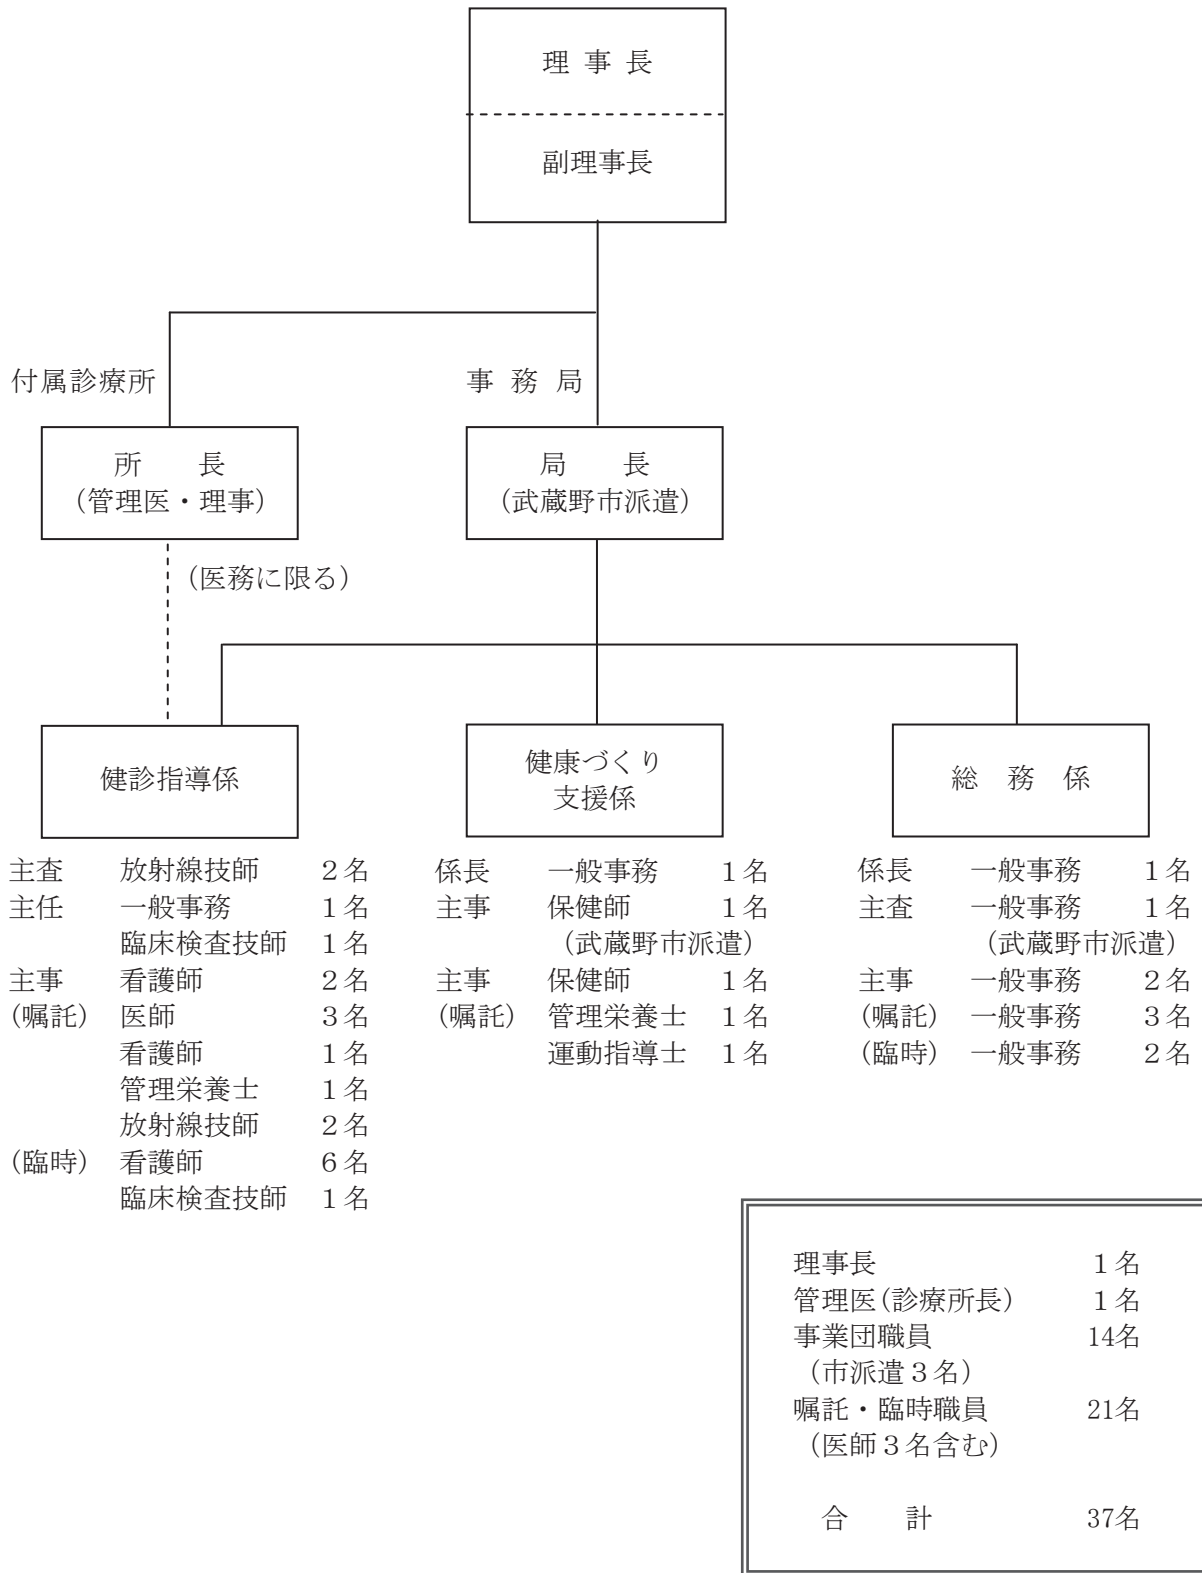 理 事 長
副理事長
付属診療所
事 務 局
所　　長
（管理医・理事）
局　　長
（武蔵野市派遣）
（医務に限る）
健診指導係
健康づくり
支援係
総　務　係
主査　放射線技師　２名
主任　一般事務　１名
臨床検査技師　１名
主事　看護師　２名
（嘱託）　医師　３名
看護師　１名
管理栄養士　１名
放射線技師　２名
（臨時）　看護師　６名
臨床検査技師　１名
係長　一般事務　１名
主事　保健師　１名
（武蔵野市派遣）
主事　保健師　１名
（嘱託）　管理栄養士　１名
運動指導士　１名
係長　一般事務　１名
主査　一般事務　１名
（武蔵野市派遣）
主事　一般事務　２名
（嘱託）　一般事務　３名
（臨時）　一般事務　２名
理事長　１名
管理医（診療所長）　１名
事業団職員　14名
（市派遣３名）
嘱託・臨時職員　21名
（医師３名含む）
合　　計　37名